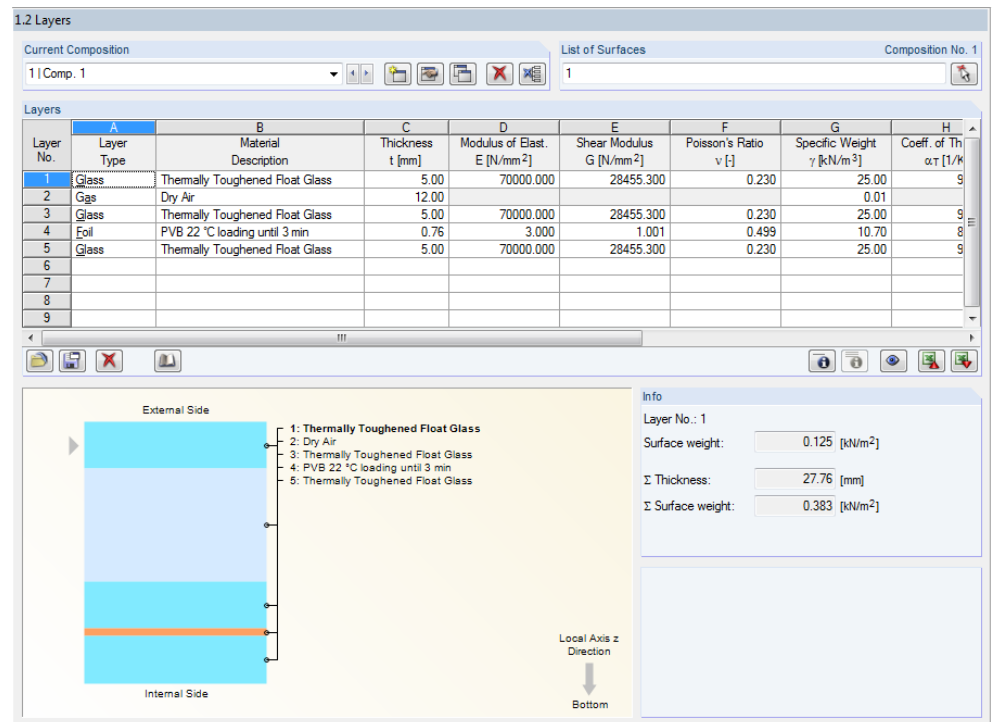 1.2 Layers
Current Composition
List of Surfaces
Composition No. 1
1 | Comp. 1
1
Layers
A B C D E F G H
Layer Layer Material Thickness Modulus of Elast. Shear Modulus Poisson's Ratio Specific Weight Coeff. of Th
No. Type Description t [mm] E [N/mm2] G [N/mm2] ν [-] γ [kN/m3] αT [1/K
1 Glass Thermally Toughened Float Glass 5.00 70000.000 28455.300 0.230 25.00 9
2 Gas Dry Air 12.00 0.01
3 Glass Thermally Toughened Float Glass 5.00 70000.000 28455.300 0.230 25.00 9
4 Foil PVB 22 °C loading until 3 min 0.76 3.000 1.001 0.499 10.70 8
5 Glass Thermally Toughened Float Glass 5.00 70000.000 28455.300 0.230 25.00 9
6
7
8
9
External Side
1: Thermally Toughened Float Glass
2: Dry Air
3: Thermally Toughened Float Glass
4: PVB 22 °C loading until 3 min
5: Thermally Toughened Float Glass
Internal Side
Local Axis z
Direction
Bottom
Info
Layer No.: 1
Surface weight: 0.125 [kN/m2]
Σ Thickness: 27.76 [mm]
Σ Surface weight: 0.383 [kN/m2]